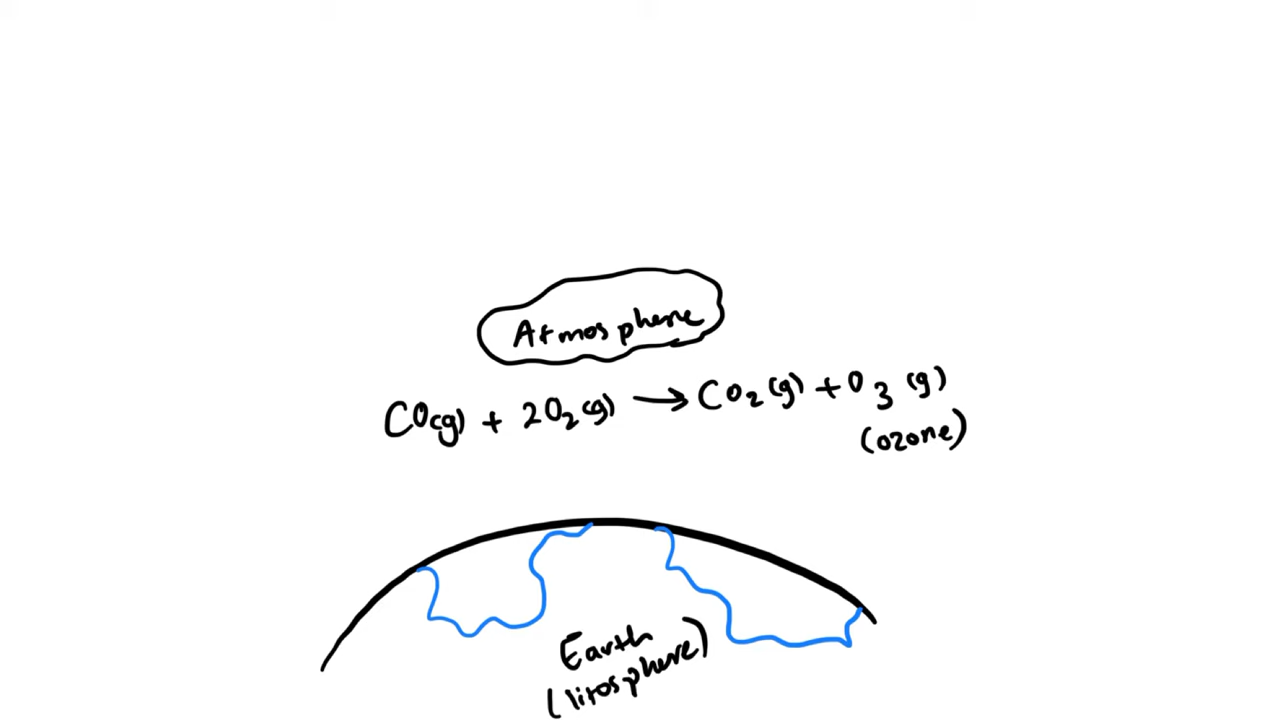 Atmosphere
CO(g) + 2O₂(g) → CO₂(g) + O₃(g)
(ozone)
Earth
(litosphere)